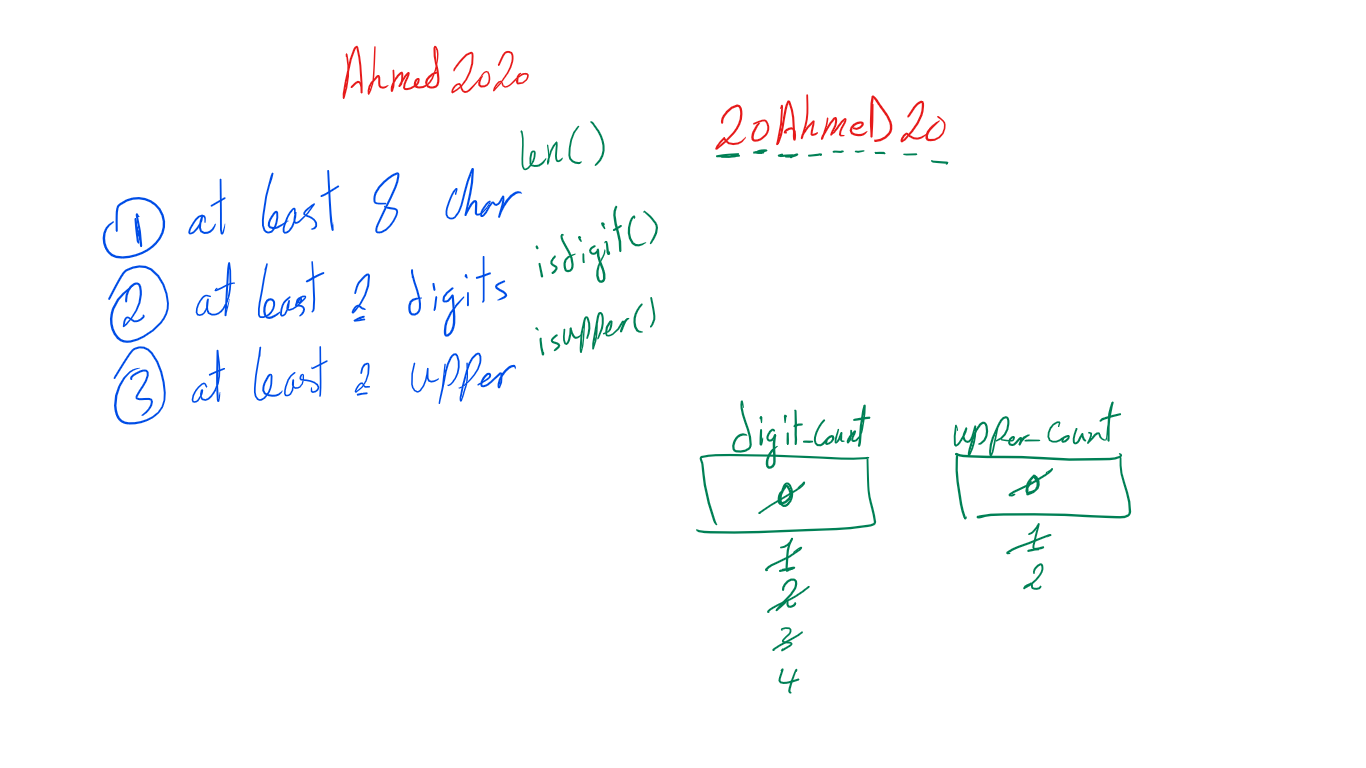 Ahmed2020
20AhmeD20
len()
① at least 8 char
isdigit()
② at least 2 digits
isupper()
③ at least 2 upper
digit_count
0
1
2
3
4
upper_count
0
1
2